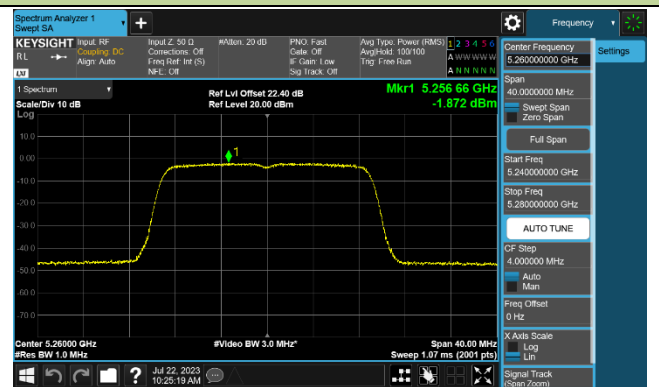 Spectrum Analyzer 1
Swept SA
Frequency
KEYSIGHT
RL
LXI
Input: RF
Coupling: DC
Align: Auto
Input Z: 50 Ω
Corrections: Off
Freq Ref: Int (S)
NFE: Off
#Atten: 20 dB
PNO: Fast
Gate: Off
IF Gain: Low
Sig Track: Off
Avg Type: Power (RMS)
Avg|Hold: 100/100
Trig: Free Run
1 2 3 4 5 6
A W W W W W
A N N N N N
1 Spectrum
Scale/Div 10 dB
Log
Ref Lvl Offset 22.40 dB
Ref Level 20.00 dBm
Mkr1 5.256 66 GHz
-1.872 dBm
1
10.0
0.00
-10.0
-20.0
-30.0
-40.0
-50.0
-60.0
-70.0
Center 5.26000 GHz
#Res BW 1.0 MHz
#Video BW 3.0 MHz*
Span 40.00 MHz
Sweep 1.07 ms (2001 pts)
Jul 22, 2023
10:25:19 AM
Center Frequency
5.260000000 GHz
Settings
Span
40.0000000 MHz
Swept Span
Zero Span
Full Span
Start Freq
5.240000000 GHz
Stop Freq
5.280000000 GHz
AUTO TUNE
CF Step
4.000000 MHz
Auto
Man
Freq Offset
0 Hz
X Axis Scale
Log
Lin
Signal Track
(Span Zoom)